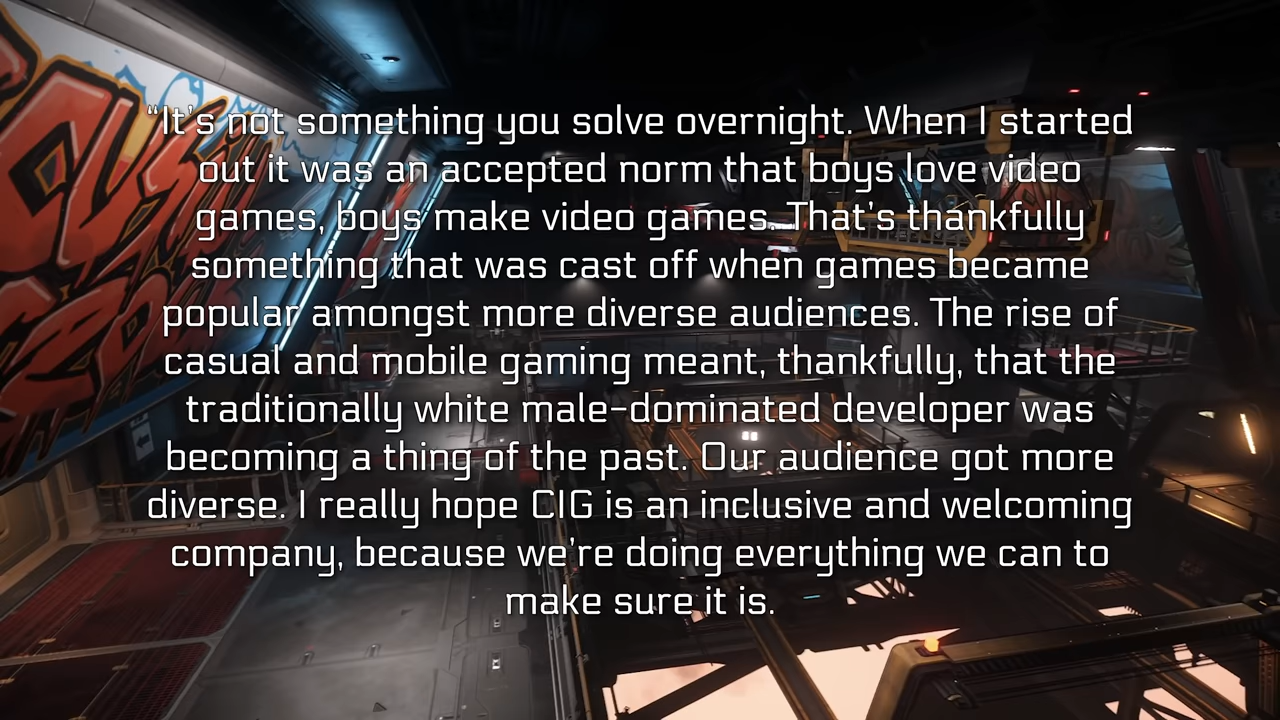 “It’s not something you solve overnight. When I started
out it was an accepted norm that boys love video
games, boys make video games. That’s thankfully
something that was cast off when games became
popular amongst more diverse audiences. The rise of
casual and mobile gaming meant, thankfully, that the
traditionally white male-dominated developer was
becoming a thing of the past. Our audience got more
diverse. I really hope CIG is an inclusive and welcoming
company, because we’re doing everything we can to
make sure it is.